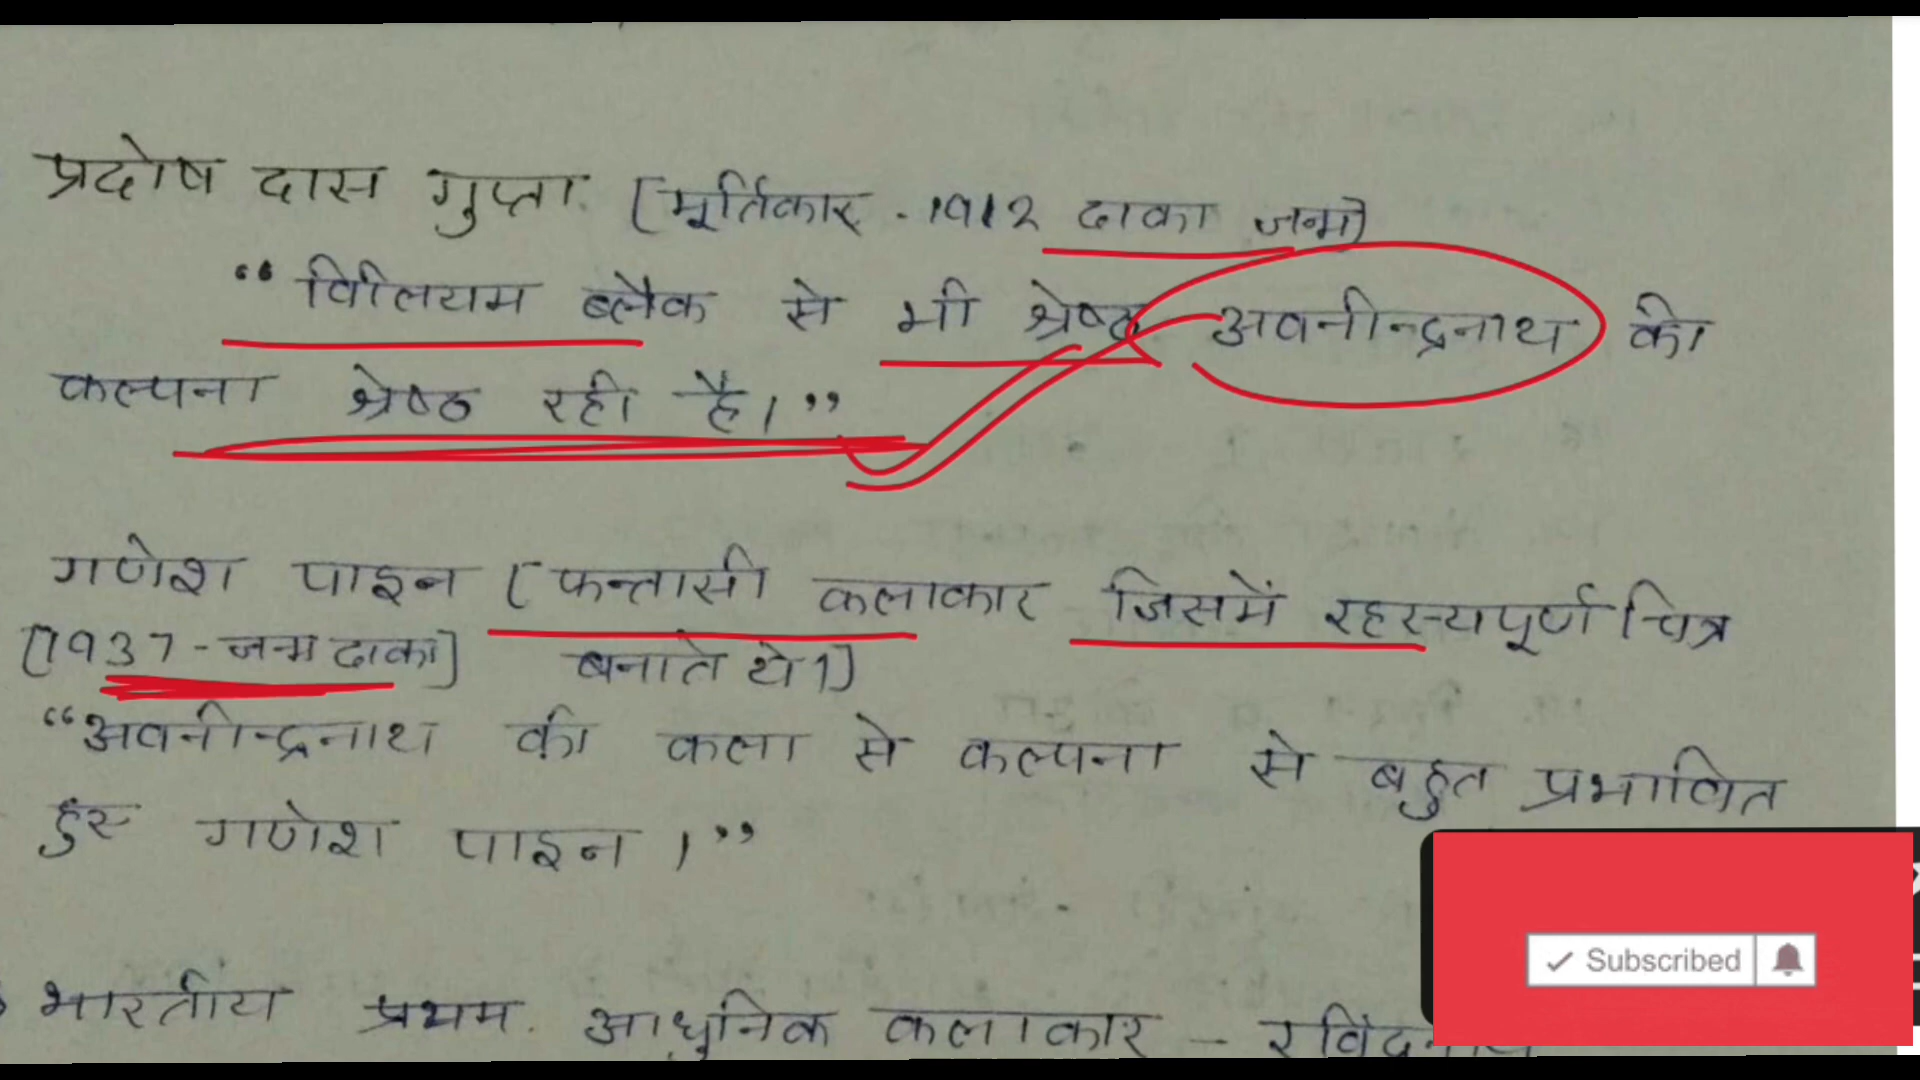 प्रदोष दास गुप्ता. [मूर्तिकार - 1912 ढाका जन्म]
“विलियम ब्लैक से भी श्रेष्ठ अवनीन्द्रनाथ की
कल्पना श्रेष्ठ रही है।”
गणेश पाइन [फन्तासी कलाकार जिसमें रहस्यपूर्ण चित्र
[1937 - जन्म ढाका] बनाते थे।]
“अवनीन्द्रनाथ की कला से कल्पना से बहुत प्रभावित
हुए गणेश पाइन।”
भारतीय प्रथम. आधुनिक कलाकार -
Subscribed